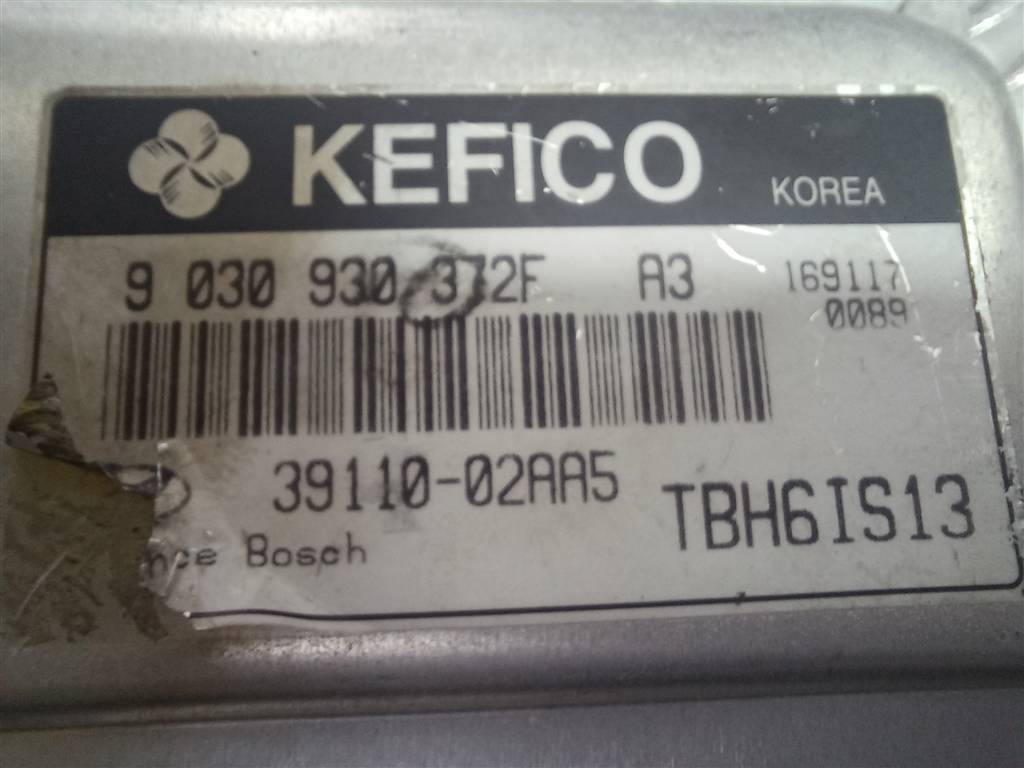 KEFICO KOREA
9 030 930 372F A3 169117
0089
39110-02AA5 TBH6IS13
Bosch